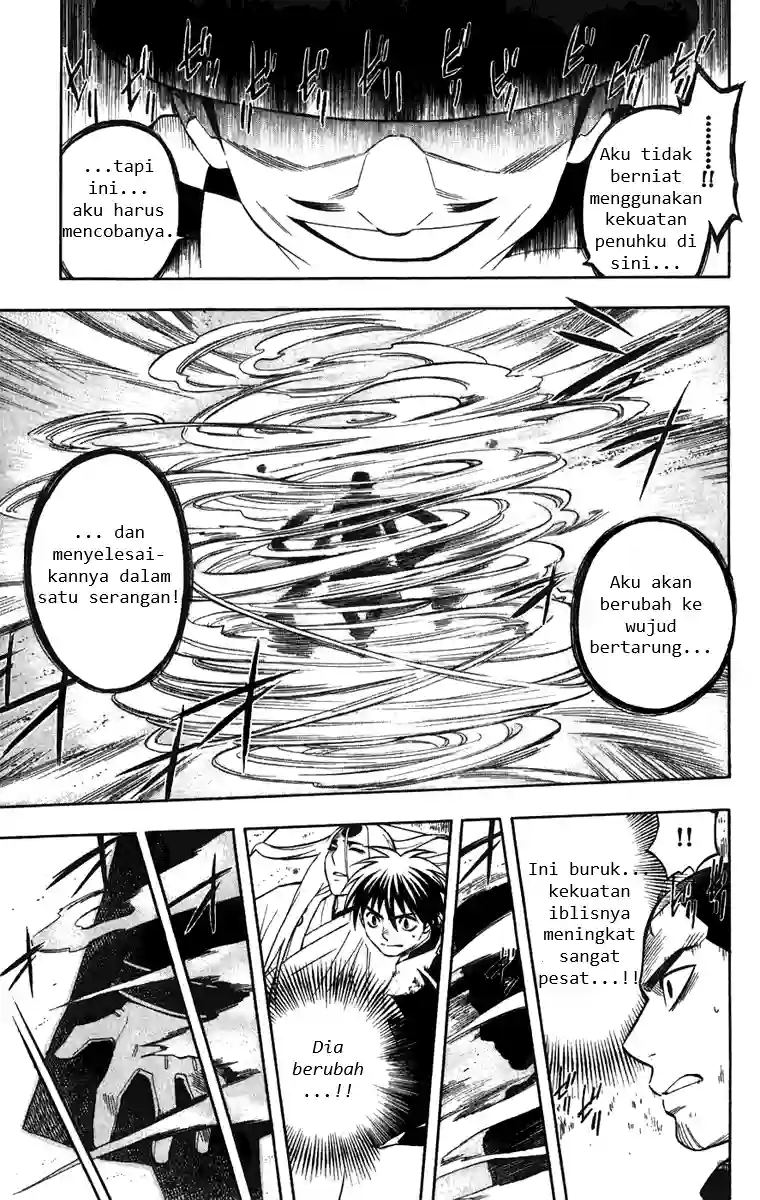 .......!!
Aku tidak
berniat
menggunakan
kekuatan
penuhku di
sini...
...tapi
ini...
aku harus
mencobanya.
Aku akan
berubah ke
wujud
bertarung...
... dan
menyelesai-
kannya dalam
satu serangan!
!!
Ini buruk...
kekuatan
iblisnya
meningkat
sangat
pesat...!!
Dia
berubah
...!!